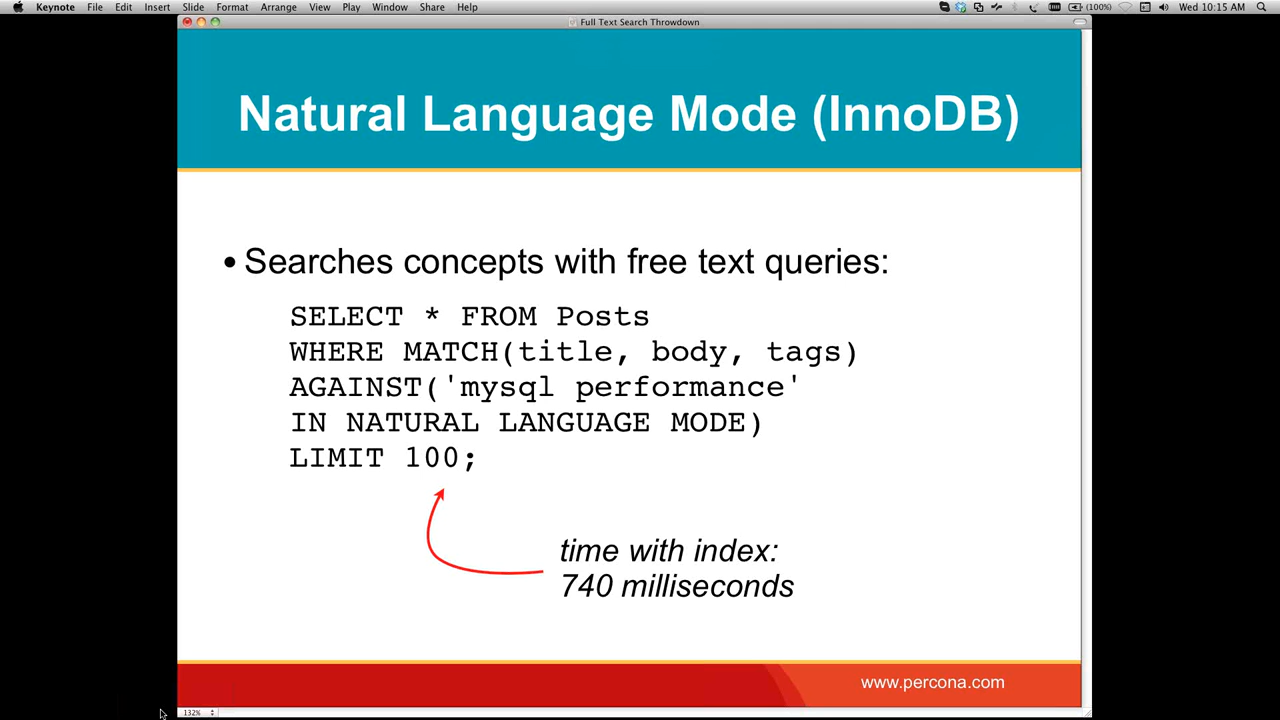 Keynote File Edit Insert Slide Format Arrange View Play Window Share Help (100%) Wed 10:15 AM
Full Text Search Throwdown
Natural Language Mode (InnoDB)
• Searches concepts with free text queries:
SELECT * FROM Posts
WHERE MATCH(title, body, tags)
AGAINST('mysql performance'
IN NATURAL LANGUAGE MODE)
LIMIT 100;
time with index:
740 milliseconds
www.percona.com
132%